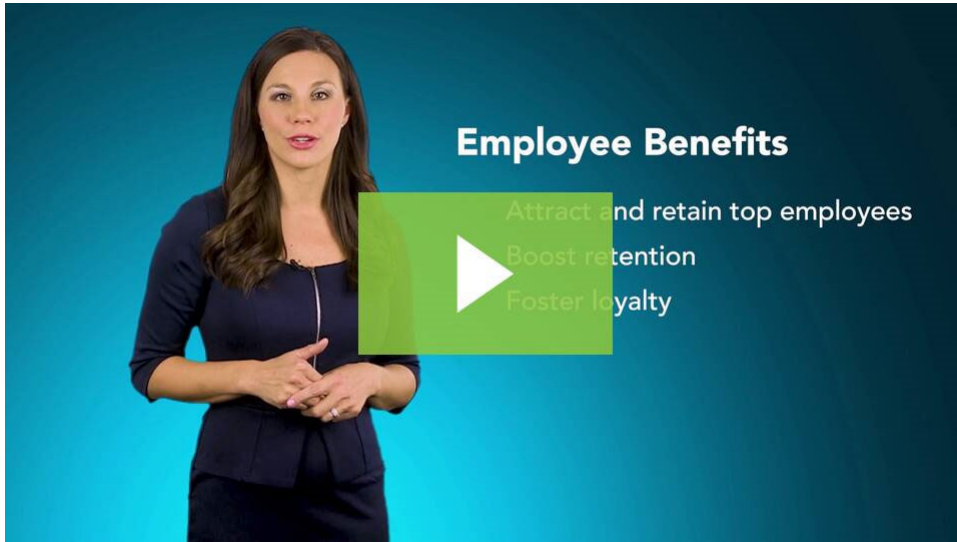 Employee Benefits
Attract and retain top employees
Boost retention
Foster loyalty